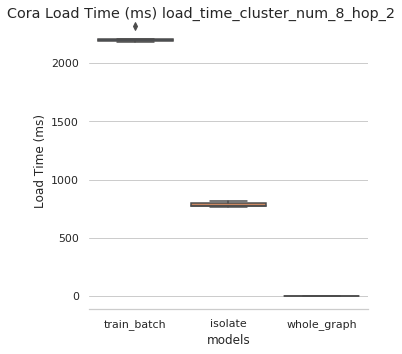 Cora Load Time (ms) load_time_cluster_num_8_hop_2
2000
1500
1000
500
0
Load Time (ms)
train_batch
isolate
whole_graph
models